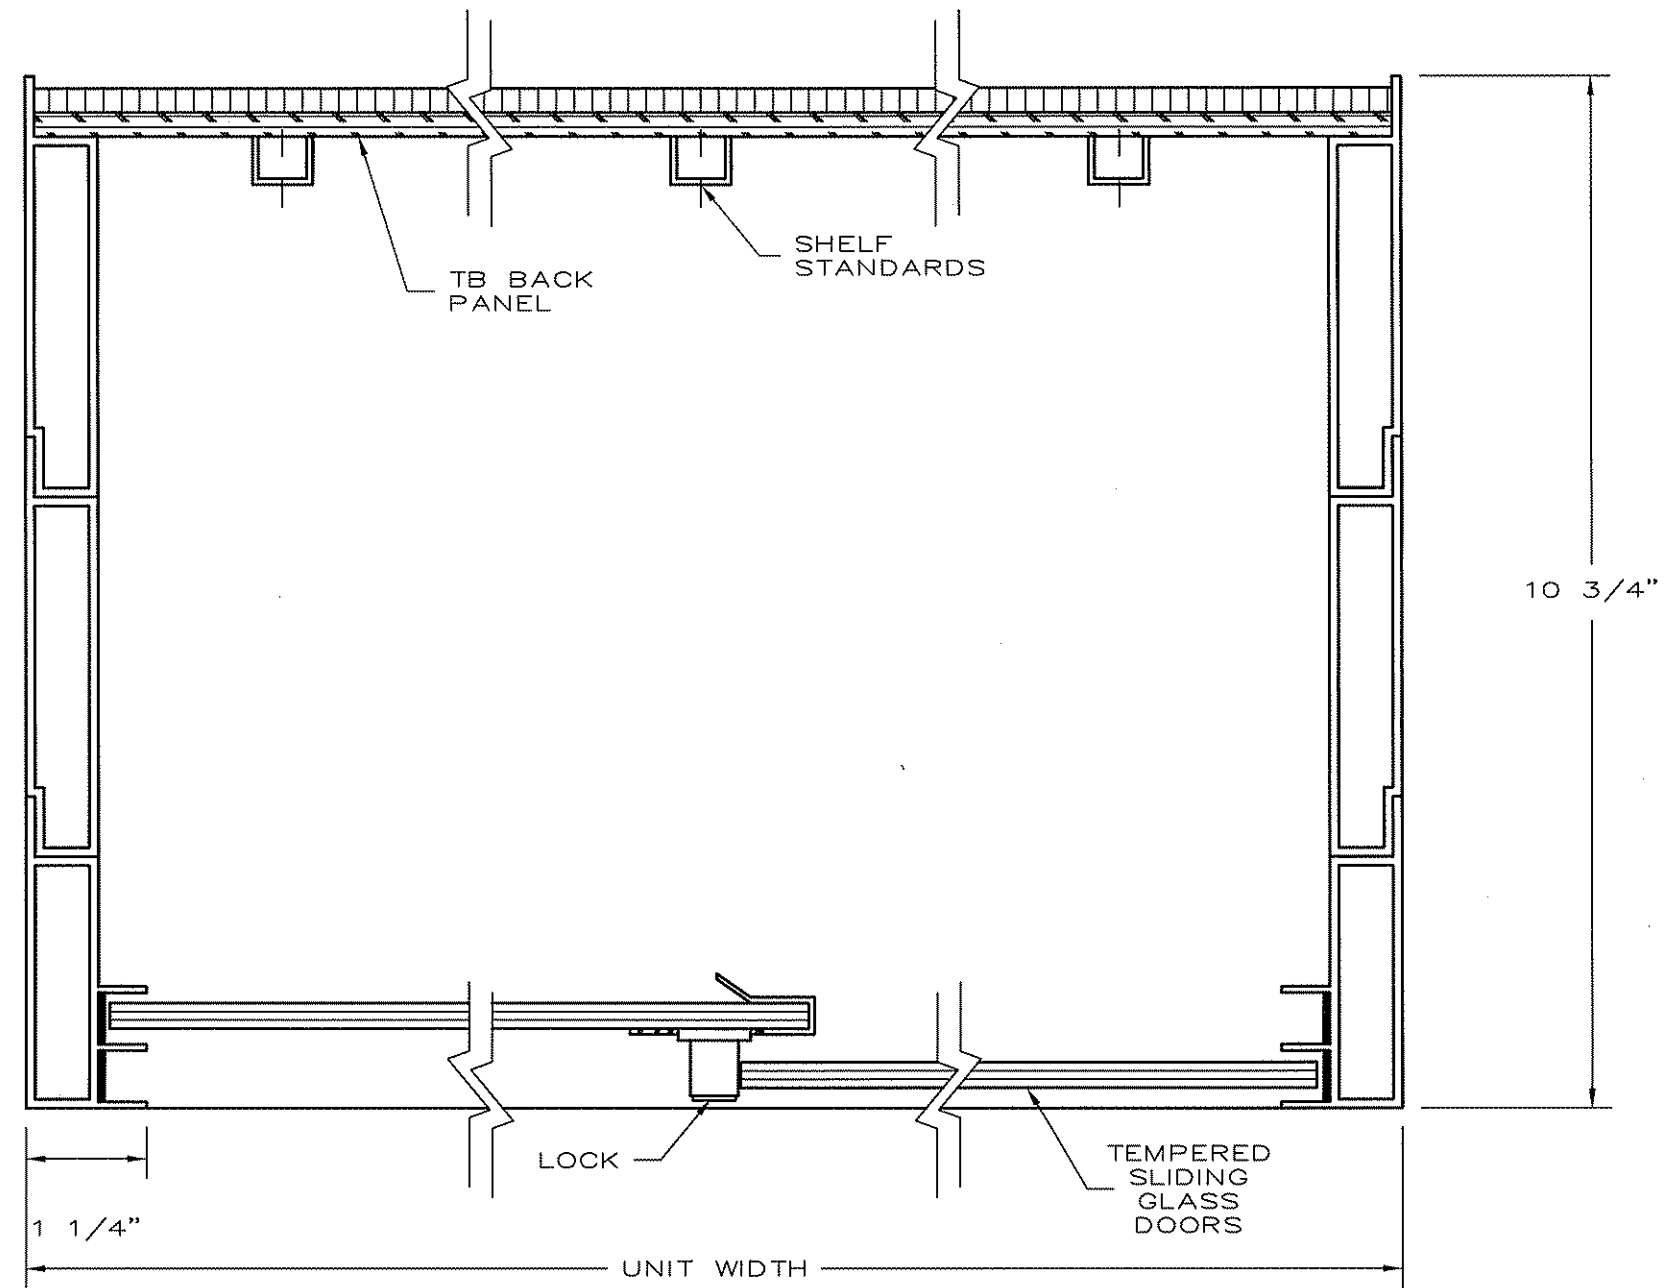 SHELF
STANDARDS
TB BACK
PANEL
10 3/4"
LOCK
TEMPERED
SLIDING
GLASS
DOORS
1 1/4"
UNIT WIDTH